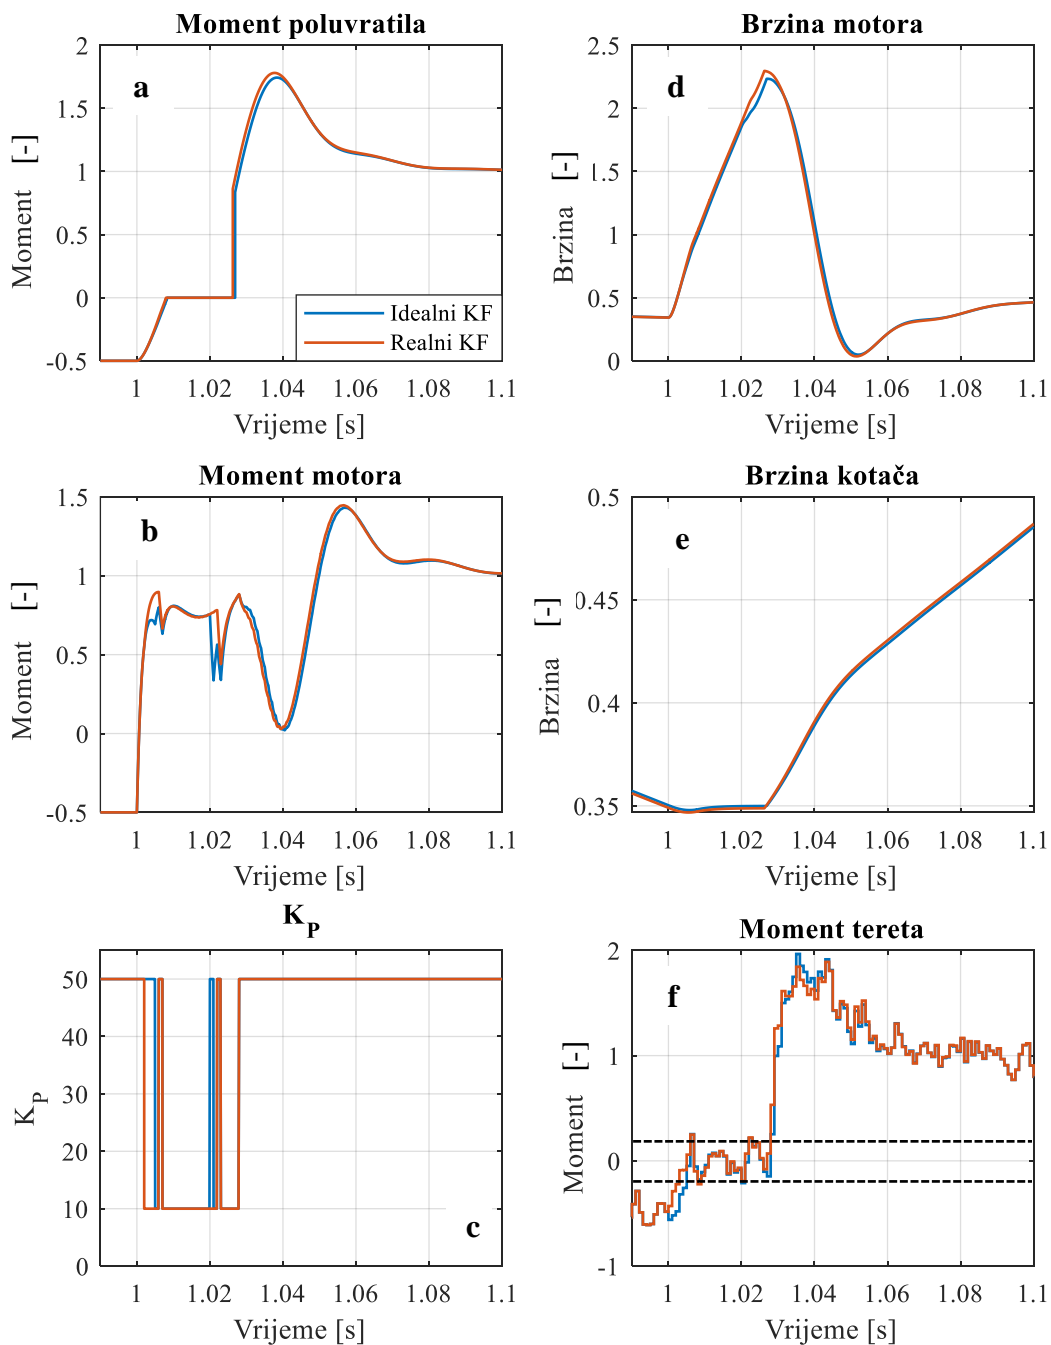 Moment poluvratila
a
Moment [-]
2
1.5
1
0.5
0
-0.5
Idealni KF
Realni KF
1 1.02 1.04 1.06 1.08 1.1
Vrijeme [s]
Brzina motora
d
Brzina [-]
2.5
2
1.5
1
0.5
0
1 1.02 1.04 1.06 1.08 1.1
Vrijeme [s]
Moment motora
b
Moment [-]
1.5
1
0.5
0
-0.5
1 1.02 1.04 1.06 1.08 1.1
Vrijeme [s]
Brzina kotača
e
Brzina [-]
0.5
0.45
0.4
0.35
1 1.02 1.04 1.06 1.08 1.1
Vrijeme [s]
K_P
K_P
50
40
30
20
10
0
c
1 1.02 1.04 1.06 1.08 1.1
Vrijeme [s]
Moment tereta
f
Moment [-]
2
1
0
-1
1 1.02 1.04 1.06 1.08 1.1
Vrijeme [s]